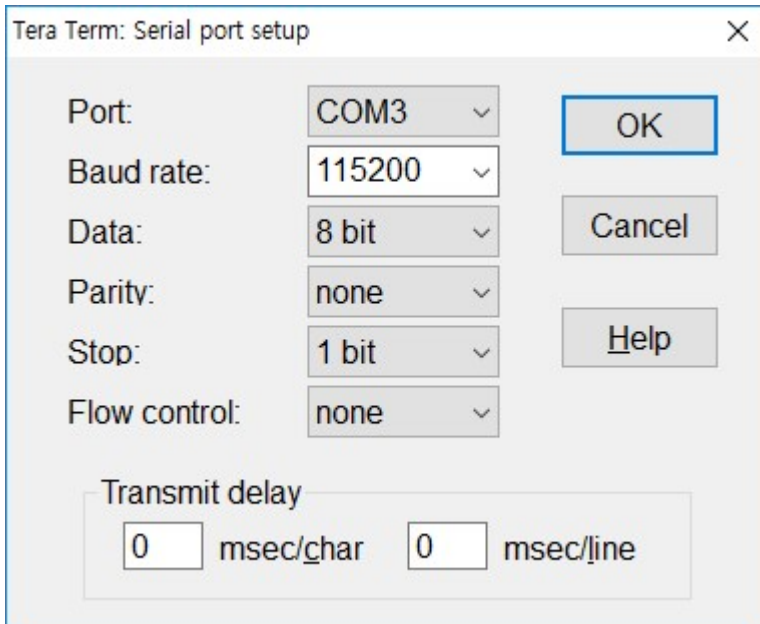 Tera Term: Serial port setup
Port: COM3 OK
Baud rate: 115200
Data: 8 bit Cancel
Parity: none
Stop: 1 bit Help
Flow control: none
Transmit delay
0 msec/char 0 msec/line